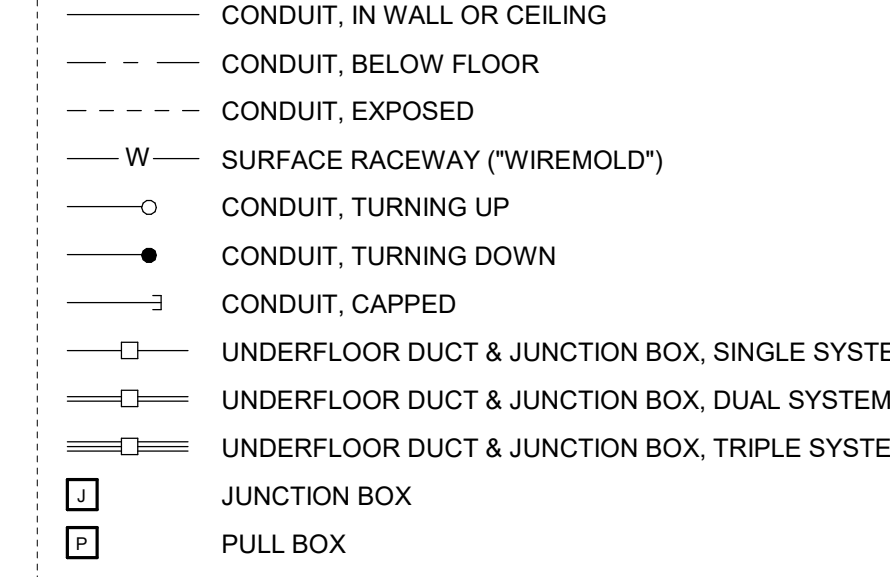 CONDUIT, IN WALL OR CEILING
CONDUIT, BELOW FLOOR
CONDUIT, EXPOSED
W SURFACE RACEWAY ("WIREMOLD")
CONDUIT, TURNING UP
CONDUIT, TURNING DOWN
CONDUIT, CAPPED
UNDERFLOOR DUCT & JUNCTION BOX, SINGLE SYSTE
UNDERFLOOR DUCT & JUNCTION BOX, DUAL SYSTEM
UNDERFLOOR DUCT & JUNCTION BOX, TRIPLE SYSTE
J JUNCTION BOX
P PULL BOX